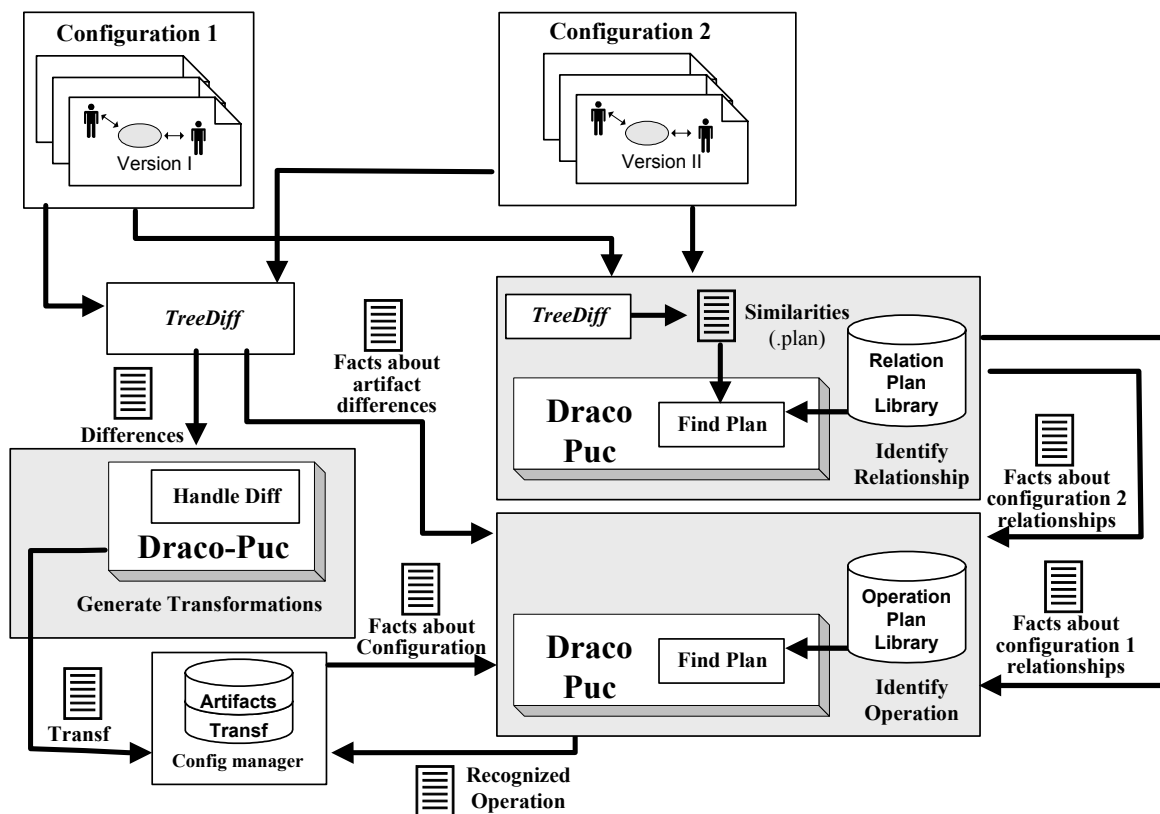 Configuration 1
Version I
Configuration 2
Version II
TreeDiff
Differences
Facts about
artifact
differences
TreeDiff
Similarities
(.plan)
Relation
Plan
Library
Draco
Puc
Find Plan
Identify
Relationship
Facts about
configuration 2
relationships
Handle Diff
Draco-Puc
Generate Transformations
Facts about
Configuration
Operation
Plan
Library
Draco
Puc
Find Plan
Identify
Operation
Facts about
configuration 1
relationships
Transf
Artifacts
Transf
Config manager
Recognized
Operation